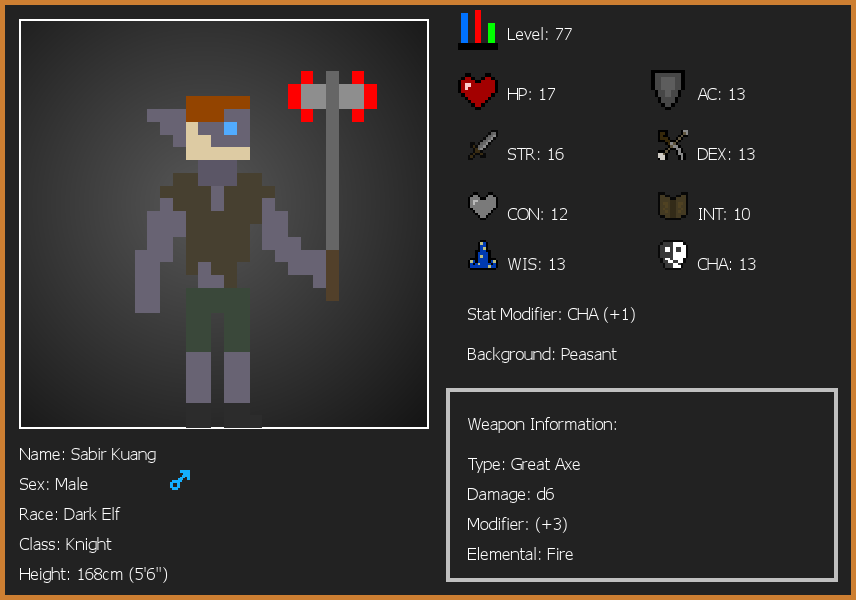 Level: 77
HP: 17
AC: 13
STR: 16
DEX: 13
CON: 12
INT: 10
WIS: 13
CHA: 13
Stat Modifier: CHA (+1)
Background: Peasant
Weapon Information:
Type: Great Axe
Damage: d6
Modifier: (+3)
Elemental: Fire
Name: Sabir Kuang
Sex: Male
Race: Dark Elf
Class: Knight
Height: 168cm (5'6")